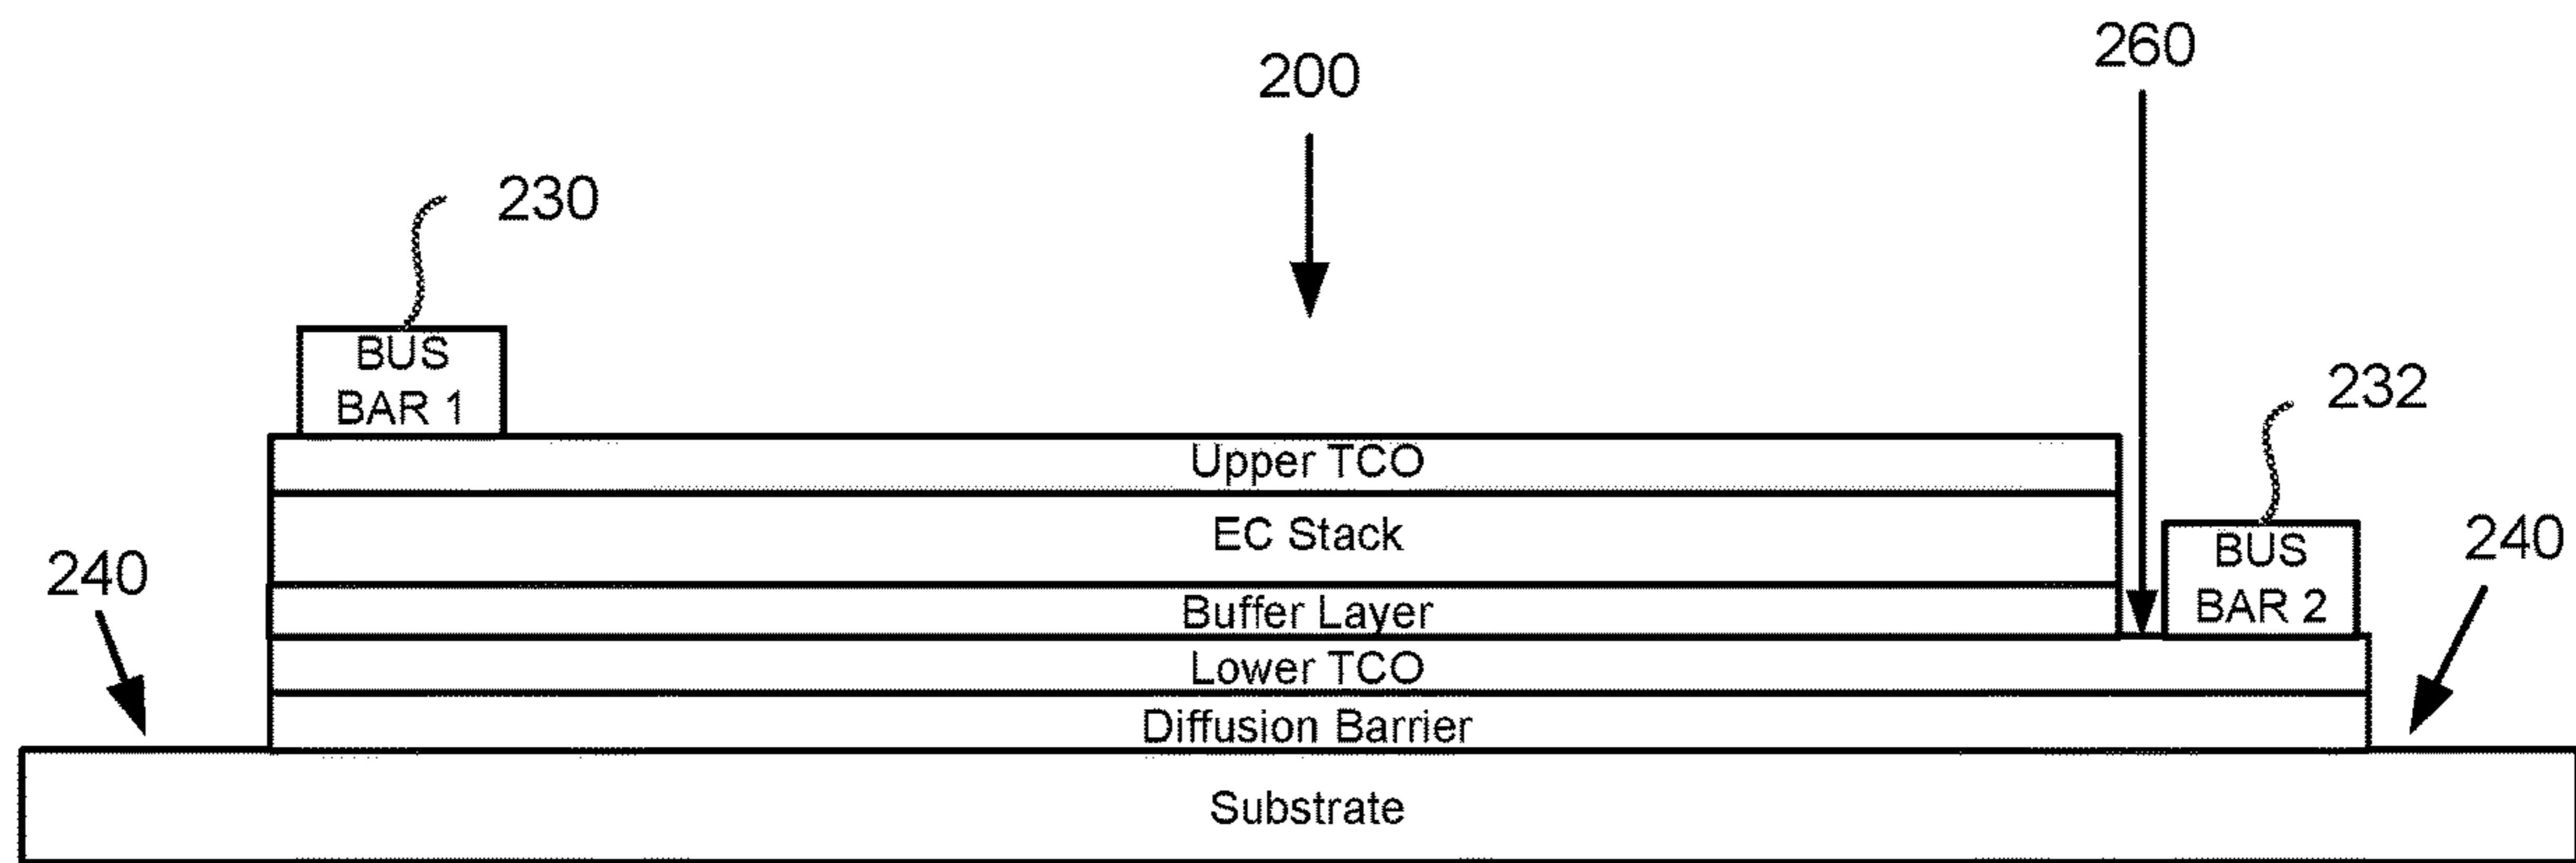 260
200
230
BUS
BAR 1
232
Upper TCO
EC Stack
240
BUS
BAR 2
240
Buffer Layer
Lower TCO
Diffusion Barrier
Substrate